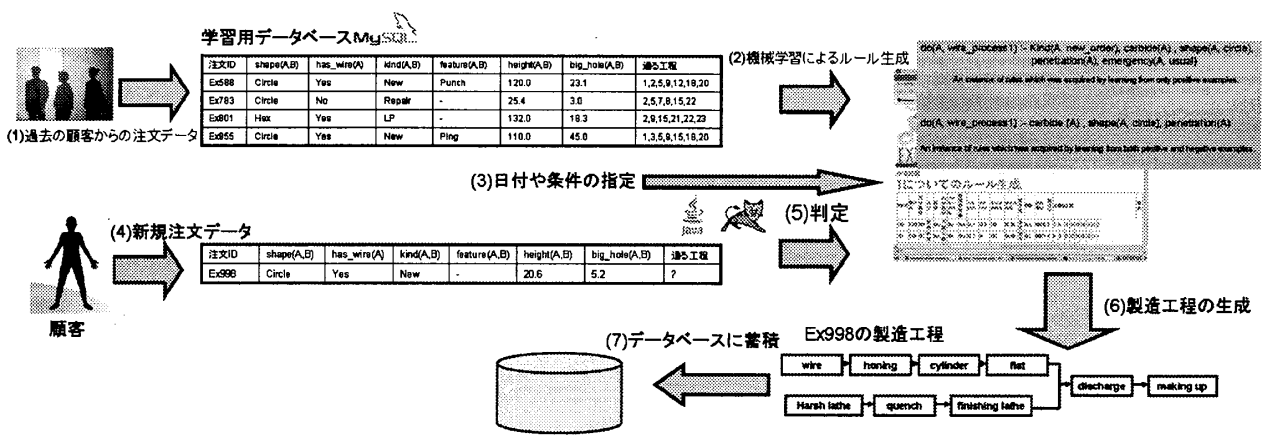 学習用データベースMySQL
注文ID shape(A,B) has_wire(A) kind(A,B) feature(A,B) height(A,B) big_hole(A,B) 通る工程
Ex588 Circle Yes New Punch 120.0 23.1 1,2,5,9,12,18,20
Ex783 Circle No Repair - 25.4 3.0 2,5,7,8,15,22
Ex801 Hex Yes LP - 132.0 18.3 2,9,15,21,22,23
Ex955 Circle Yes New Ping 110.0 45.0 1,3,5,9,15,18,20
(1)過去の顧客からの注文データ
(2)機械学習によるルール生成
do(A, wire_process1) :- Kind(A, new_order), carbide(A) , shape(A, circle),
penetration(A), emergency(A, usual)
An instance of rules which was acquired by learning from only positive examples.
do(A, wire_process1) :- carbide (A) , shape(A, circle), penetration(A)
An instance of rules which was acquired by learning from both positive and negative examples
についてのルール生成
(3)日付や条件の指定
Java
(5)判定
(4)新規注文データ
注文ID shape(A,B) has_wire(A) kind(A,B) feature(A,B) height(A,B) big_hole(A,B) 通る工程
Ex998 Circle Yes New - 20.6 5.2 ?
顧客
(6)製造工程の生成
(7)データベースに蓄積
Ex998の製造工程
wire honing cylinder flat
discharge making up
Harsh lathe quench finishing lathe